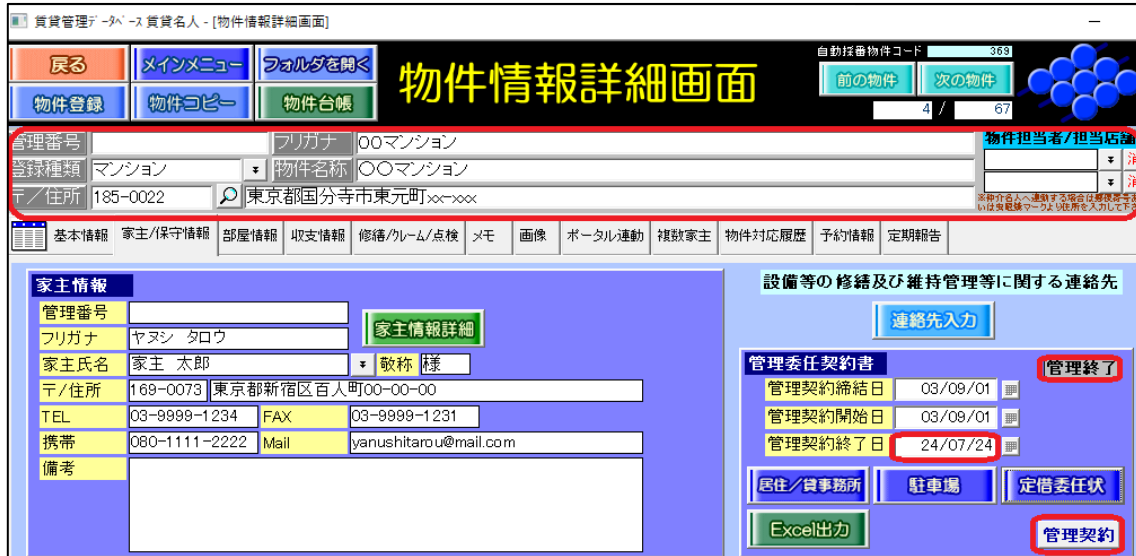 賃貸管理ﾃﾞｰﾀﾍﾞｰｽ 賃貸名人 - [物件情報詳細画面]
戻る メインメニュー フォルダを開く
物件登録 物件コピー 物件台帳
物件情報詳細画面
自動採番物件コード 369
前の物件 次の物件
4 / 67
管理番号 フリガナ 〇〇マンション
登録種類 マンション 物件名称 〇〇マンション
〒/住所 185-0022 東京都国分寺市東元町××-×××
物件担当者/担当店舗
消
消
基本情報 家主/保守情報 部屋情報 収支情報 修繕/ｸﾚｰﾑ/点検 メモ 画像 ポータル連動 複数家主 物件対応履歴 予約情報 定期報告
家主情報
管理番号
フリガナ ヤヌシ タロウ
家主情報詳細
家主氏名 家主 太郎 敬称 様
〒/住所 169-0073 東京都新宿区百人町00-00-00
TEL 03-9999-1234 FAX 03-9999-1231
携帯 080-1111-2222 Mail yanushitarou@mail.com
備考
設備等の修繕及び維持管理等に関する連絡先
連絡先入力
管理委任契約書 管理終了
管理契約締結日 03/09/01
管理契約開始日 03/09/01
管理契約終了日 24/07/24
居住/貸事務所 駐車場 定借委任状
Excel出力 管理契約